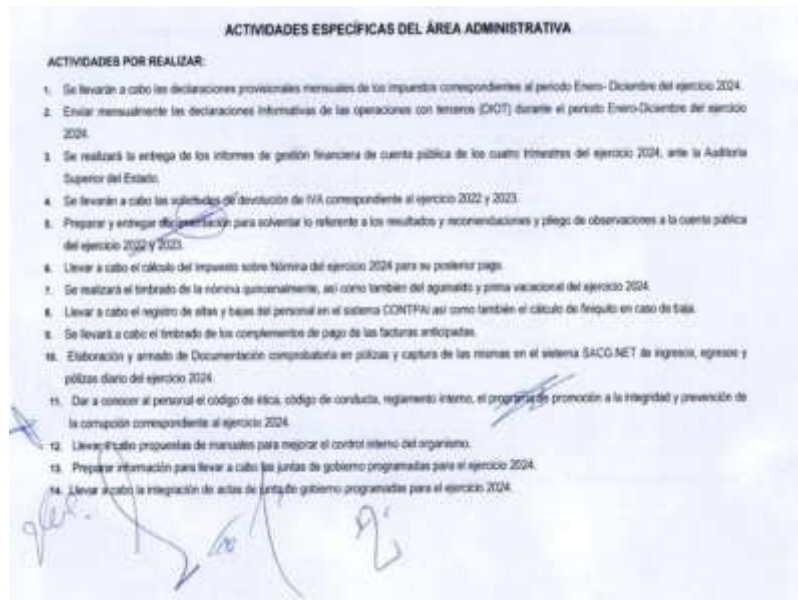 ACTIVIDADES ESPECÍFICAS DEL ÁREA ADMINISTRATIVA
ACTIVIDADES POR REALIZAR:
1. Se llevarán a cabo las declaraciones provisionales mensuales de los impuestos correspondientes al periodo Enero- Diciembre del ejercicio 2024.
2. Enviar mensualmente las declaraciones informativas de las operaciones con terceros (DIOT) durante el periodo Enero-Diciembre del ejercicio
2024.
3. Se realizará la entrega de los informes de gestión financiera de cuenta pública de los cuatro trimestres del ejercicio 2024, ante la Auditoria
Superior del Estado.
4. Se llevarán a cabo las solicitudes de devolución de IVA correspondiente al ejercicio 2022 y 2023.
5. Preparar y entregar documentación para solventar lo referente a los resultados y recomendaciones y pliego de observaciones a la cuenta pública
del ejercicio 2022 y 2023.
6. Llevar a cabo el cálculo del Impuesto sobre Nómina del ejercicio 2024 para su posterior pago.
7. Se realizará el timbrado de la nómina quincenalmente, así como también del aguinaldo y prima vacacional del ejercicio 2024.
8. Llevar a cabo el registro de altas y bajas del personal en el sistema CONTPAI así como también el cálculo de finiquito en caso de baja.
9. Se llevará a cabo el timbrado de los complementos de pago de las facturas anticipadas.
10. Elaboración y armado de Documentación comprobatoria en pólizas y captura de las mismas en el sistema SACG.NET de ingresos, egresos y
pólizas diario del ejercicio 2024.
11. Dar a conocer al personal el código de ética, código de conducta, reglamento interno, el programa de promoción a la integridad y prevención de
la corrupción correspondiente al ejercicio 2024.
12. Llevar a cabo propuestas de manuales para mejorar el control interno del organismo.
13. Preparar información para llevar a cabo las juntas de gobierno programadas para el ejercicio 2024.
14. Llevar a cabo la integración de actas de junta de gobierno programadas para el ejercicio 2024.